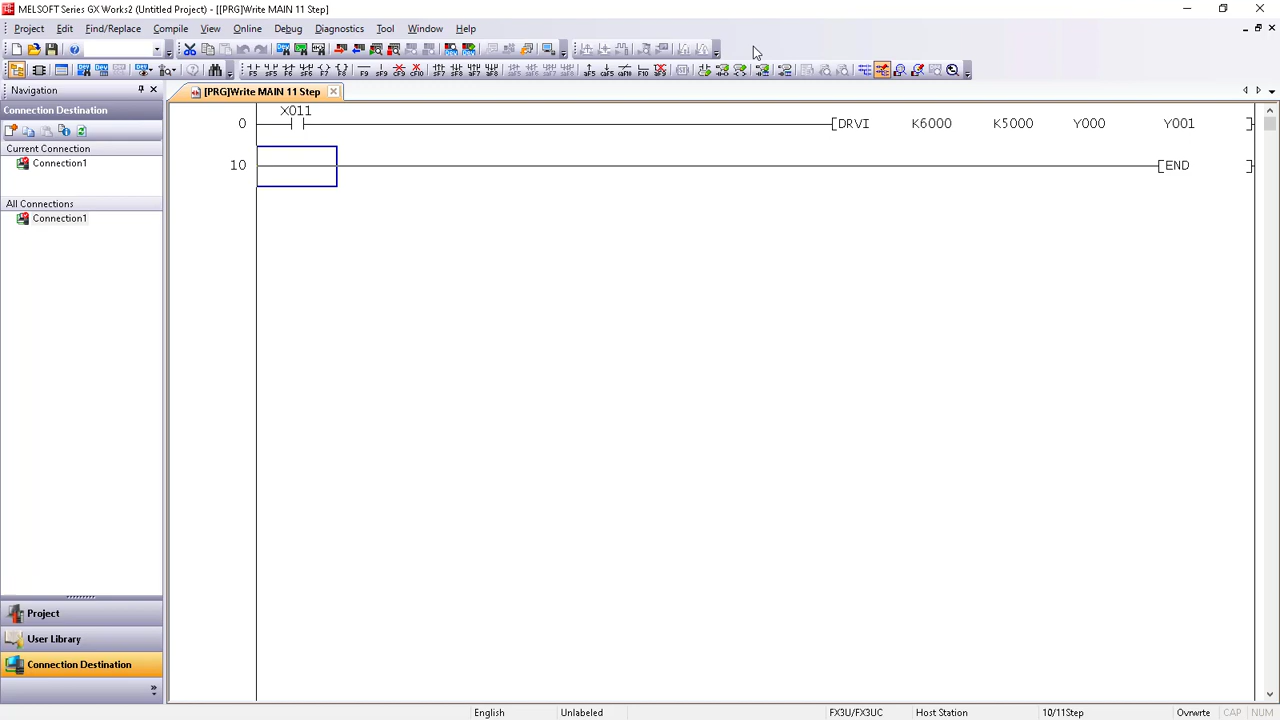 MELSOFT Series GX Works2 (Untitled Project) - [[PRG]Write MAIN 11 Step]
Project Edit Find/Replace Compile View Online Debug Diagnostics Tool Window Help
Navigation
[PRG]Write MAIN 11 Step
Connection Destination
Current Connection
Connection1
All Connections
Connection1
X011
0 [DRVI K6000 K5000 Y000 Y001 ]
10 [END ]
Project
User Library
Connection Destination
English Unlabeled FX3U/FX3UC Host Station 10/11Step Ovrwrte CAP NUM